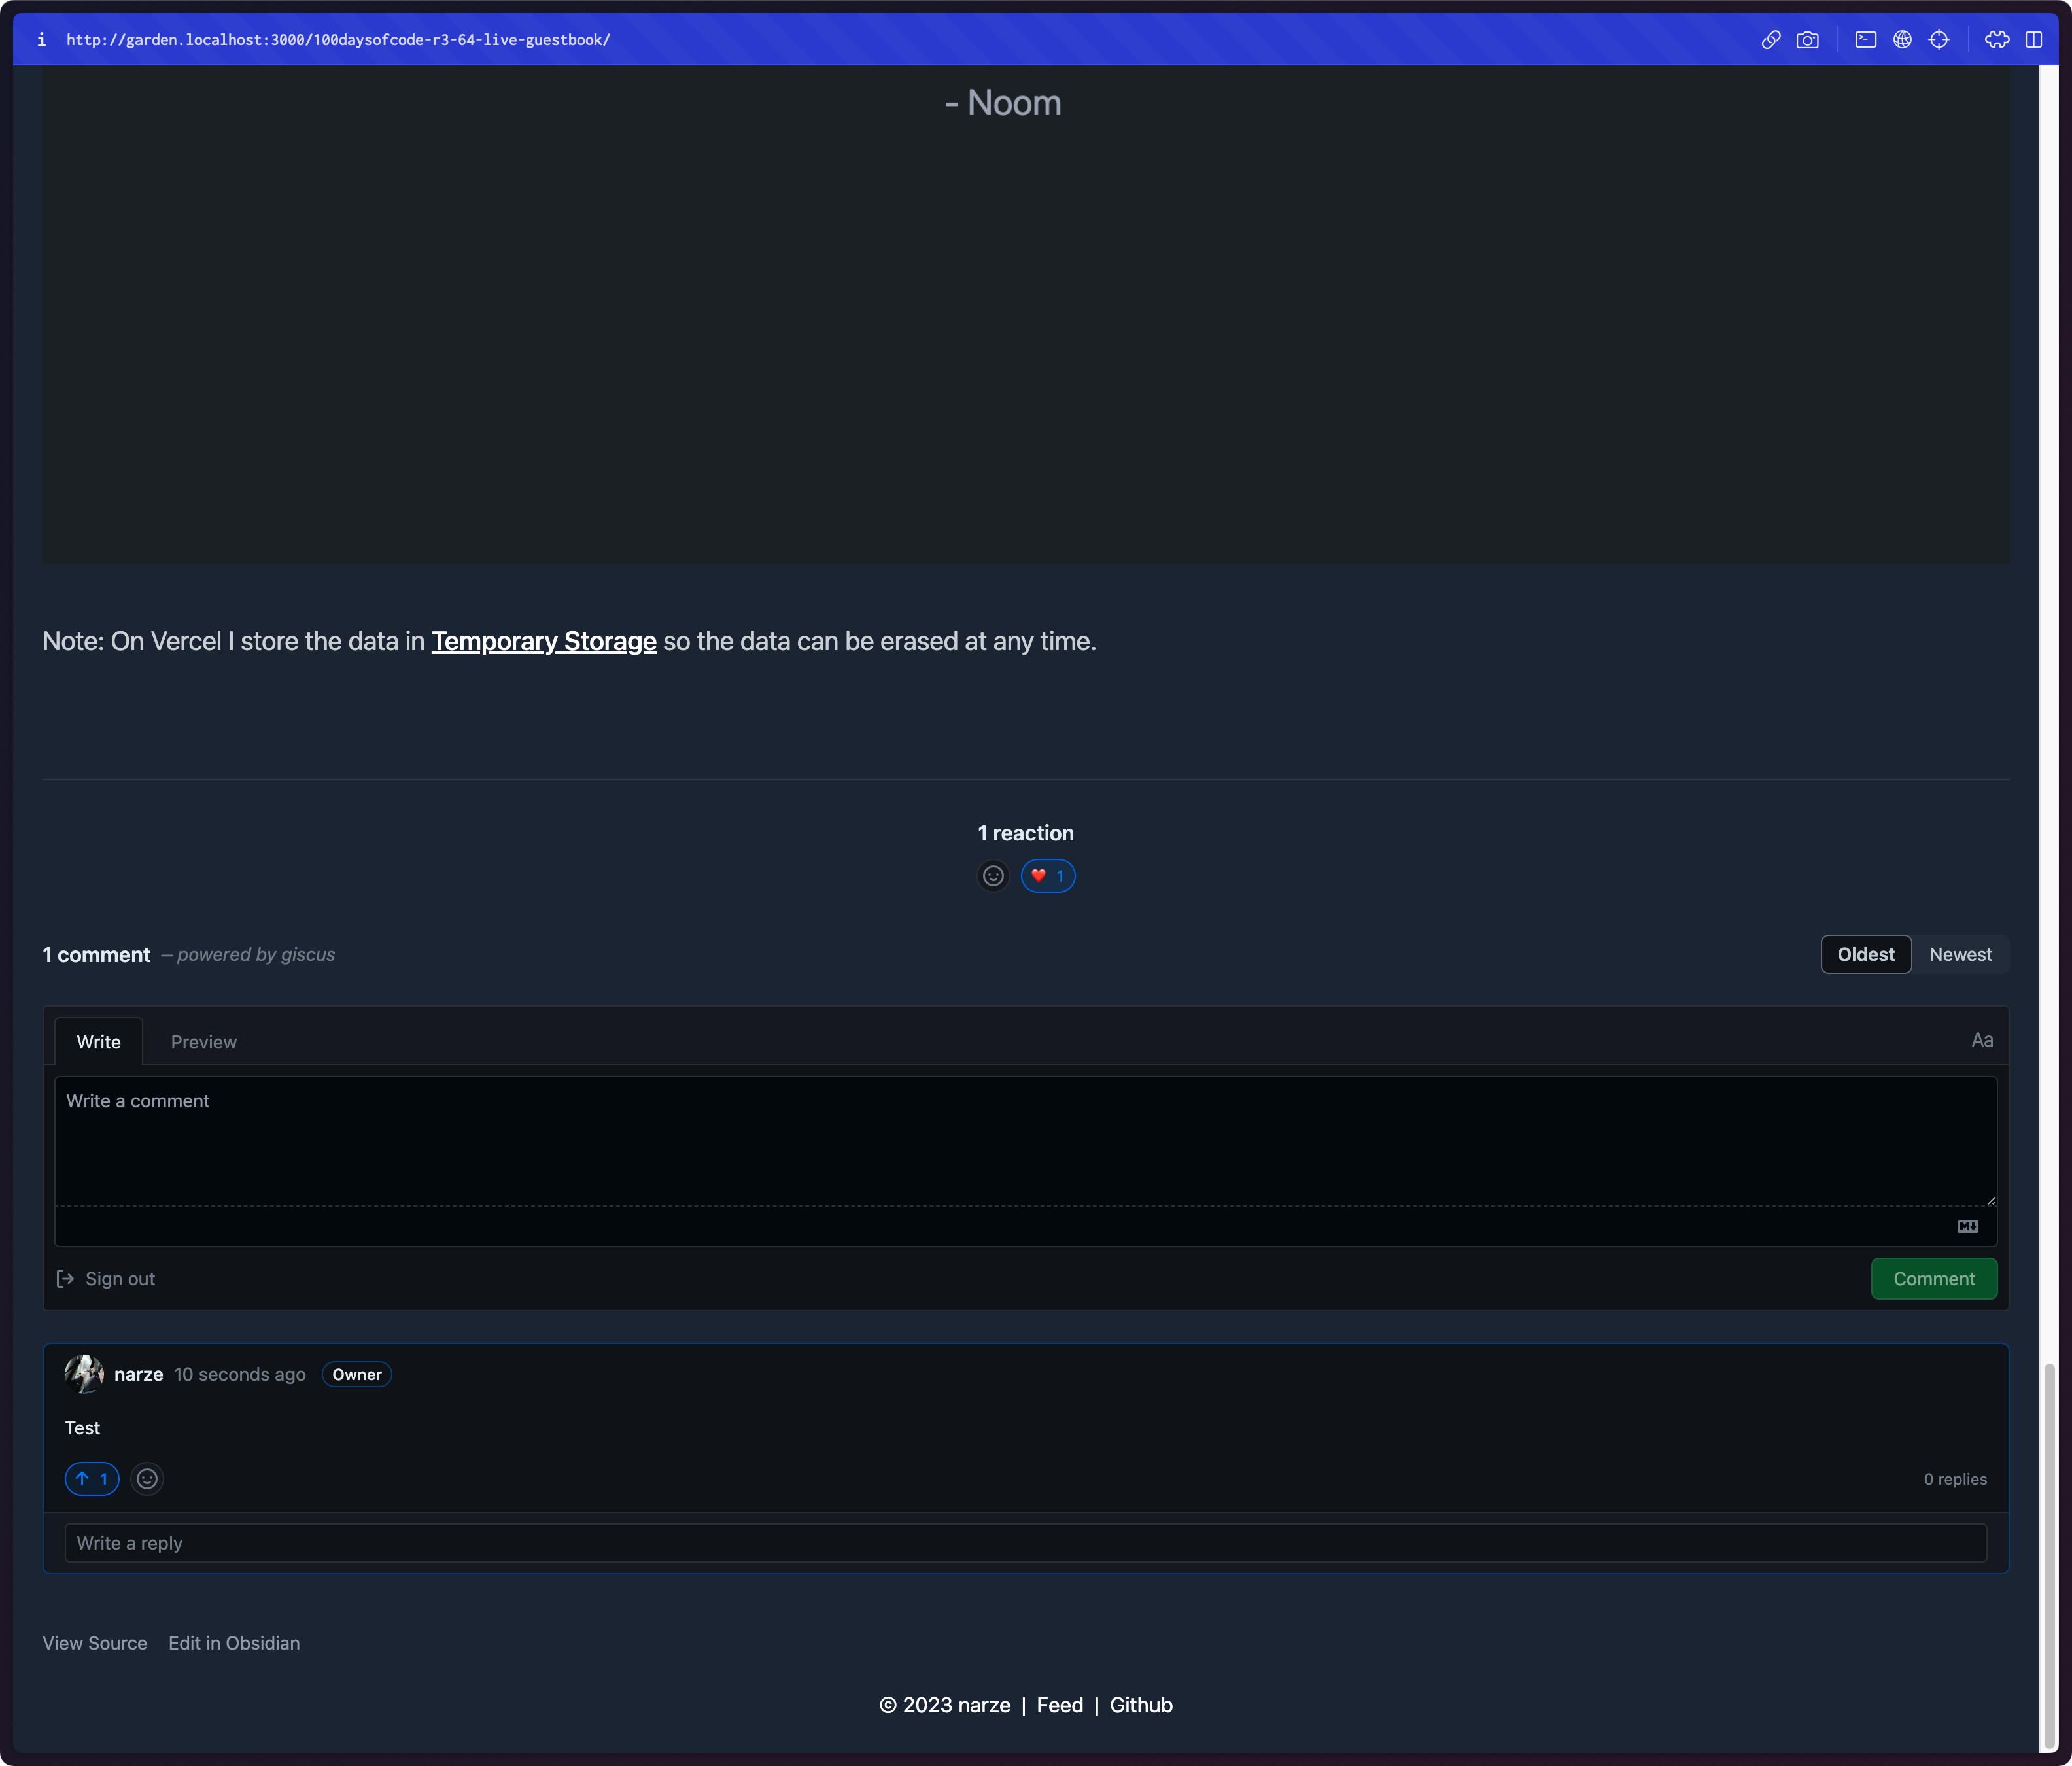 i http://garden.localhost:3000/100daysofcode-r3-64-live-guestbook/
- Noom
Note: On Vercel I store the data in Temporary Storage so the data can be erased at any time.
1 reaction
❤️ 1
1 comment – powered by giscus
Oldest Newest
Write Preview Aa
Write a comment
M↓
Sign out Comment
narze 10 seconds ago Owner
Test
↑ 1 0 replies
Write a reply
View Source Edit in Obsidian
© 2023 narze | Feed | Github